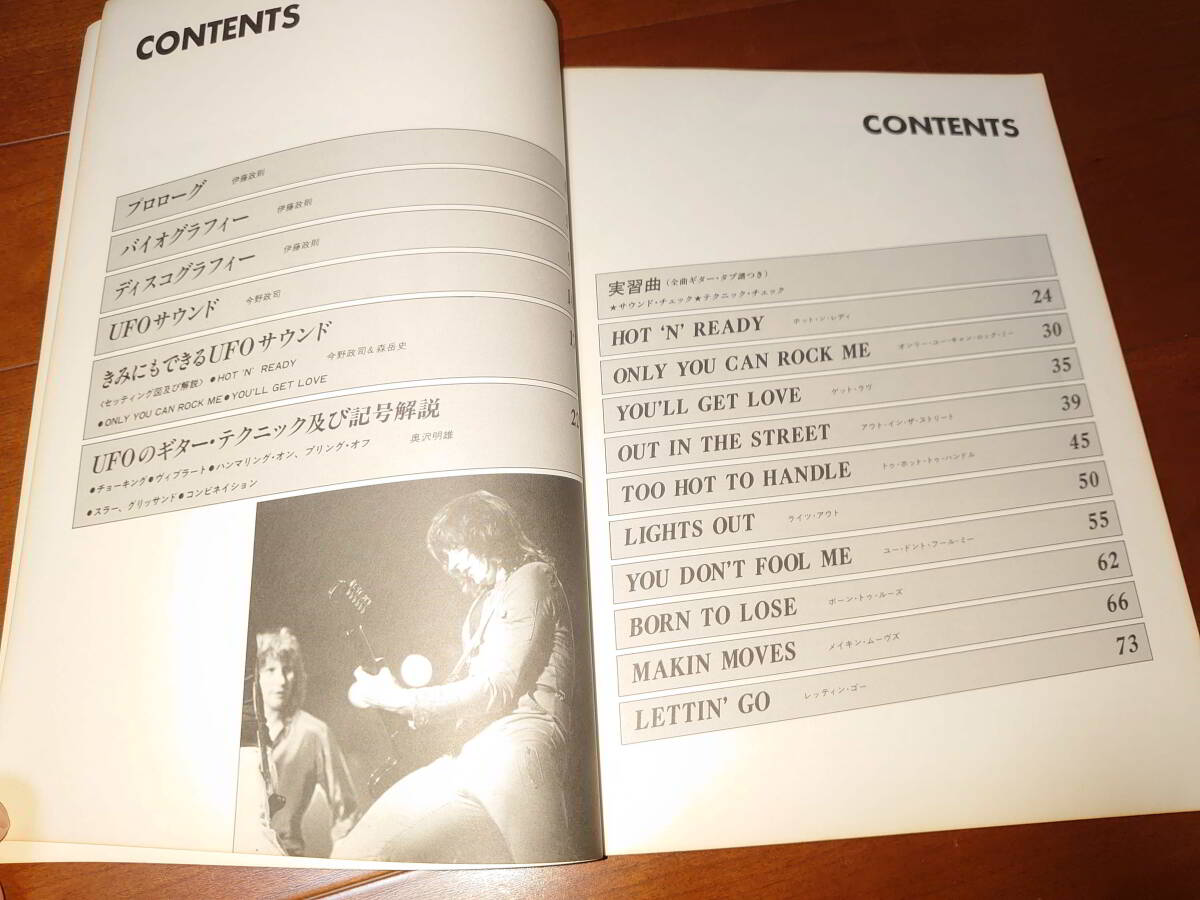 CONTENTS
プロローグ 伊藤政則
バイオグラフィー 伊藤政則
ディスコグラフィー 伊藤政則
UFOサウンド 今野政司
きみにもできるUFOサウンド
〈セッティング図及び解説〉●HOT 'N' READY 今野政司&森岳史
●ONLY YOU CAN ROCK ME●YOU'LL GET LOVE
UFOのギター・テクニック及び記号解説
●チョーキング●ヴィブラート●ハンマリング・オン、プリング・オフ 奥沢明雄
●スラー、グリッサンド●コンビネイション
CONTENTS
実習曲(全曲ギター・タブ譜つき)
★サウンド・チェック★テクニック・チェック
HOT 'N' READY ホット・ン・レディ 24
ONLY YOU CAN ROCK ME オンリー・ユー・キャン・ロック・ミー 30
YOU'LL GET LOVE ゲット・ラヴ 35
OUT IN THE STREET アウト・イン・ザ・ストリート 39
TOO HOT TO HANDLE トゥ・ホット・トゥ・ハンドル 45
LIGHTS OUT ライツ・アウト 50
YOU DON'T FOOL ME ユー・ドント・フール・ミー 55
BORN TO LOSE ボーン・トゥ・ルーズ 62
MAKIN MOVES メイキン・ムーヴズ 66
LETTIN' GO レッティン・ゴー 73